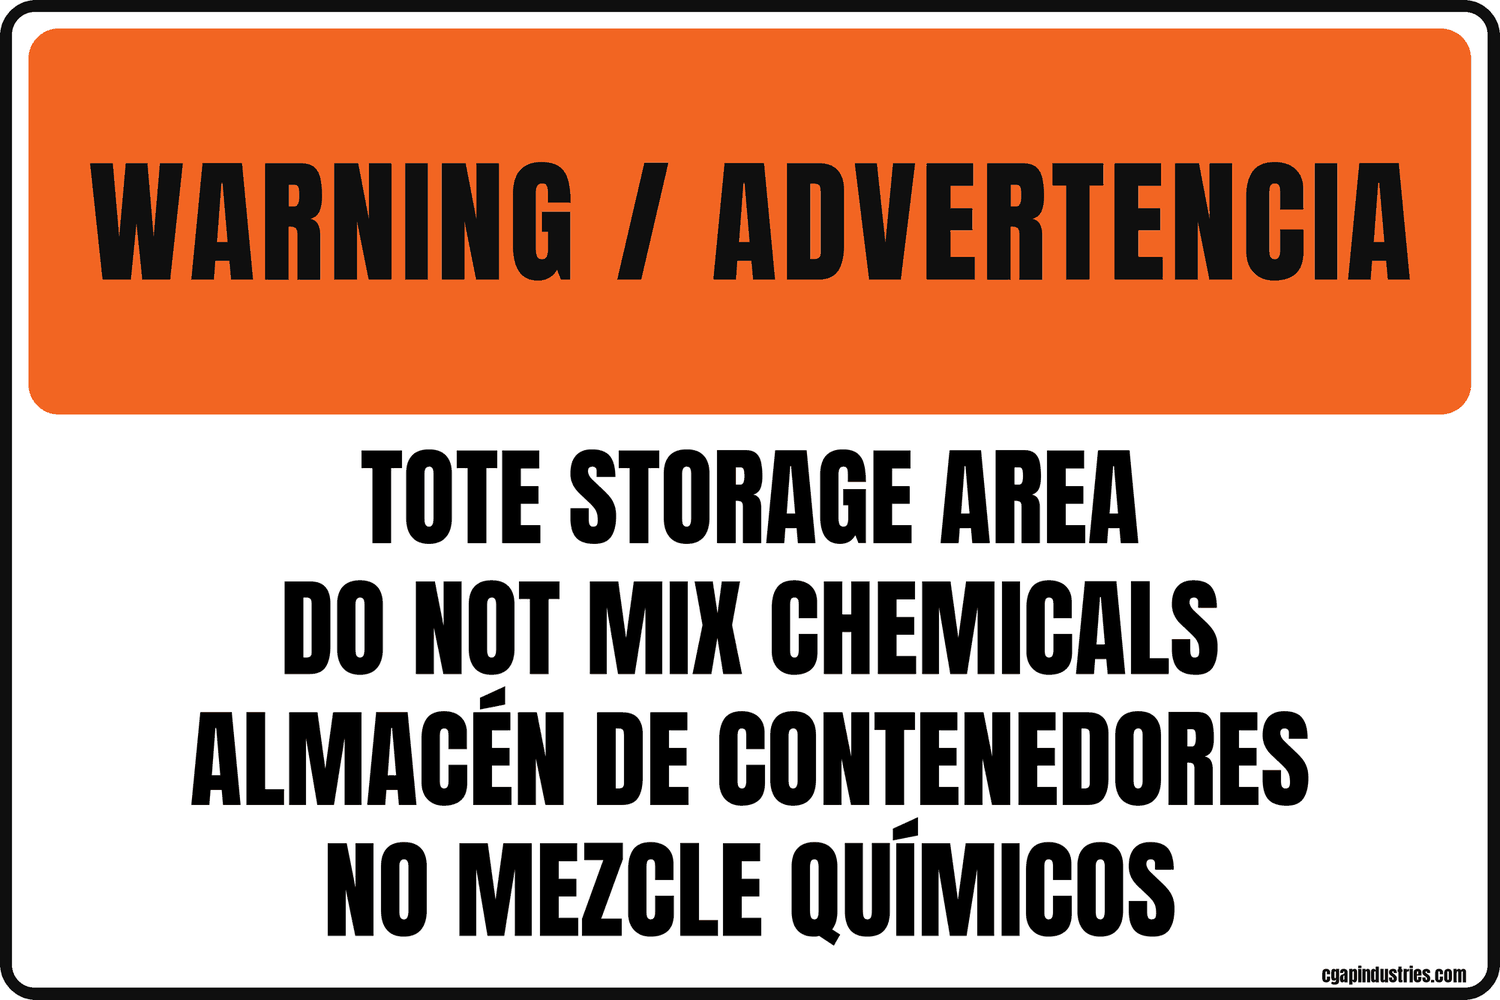 WARNING / ADVERTENCIA
TOTE STORAGE AREA
DO NOT MIX CHEMICALS
ALMACÉN DE CONTENEDORES
NO MEZCLE QUÍMICOS
cgapindustries.com